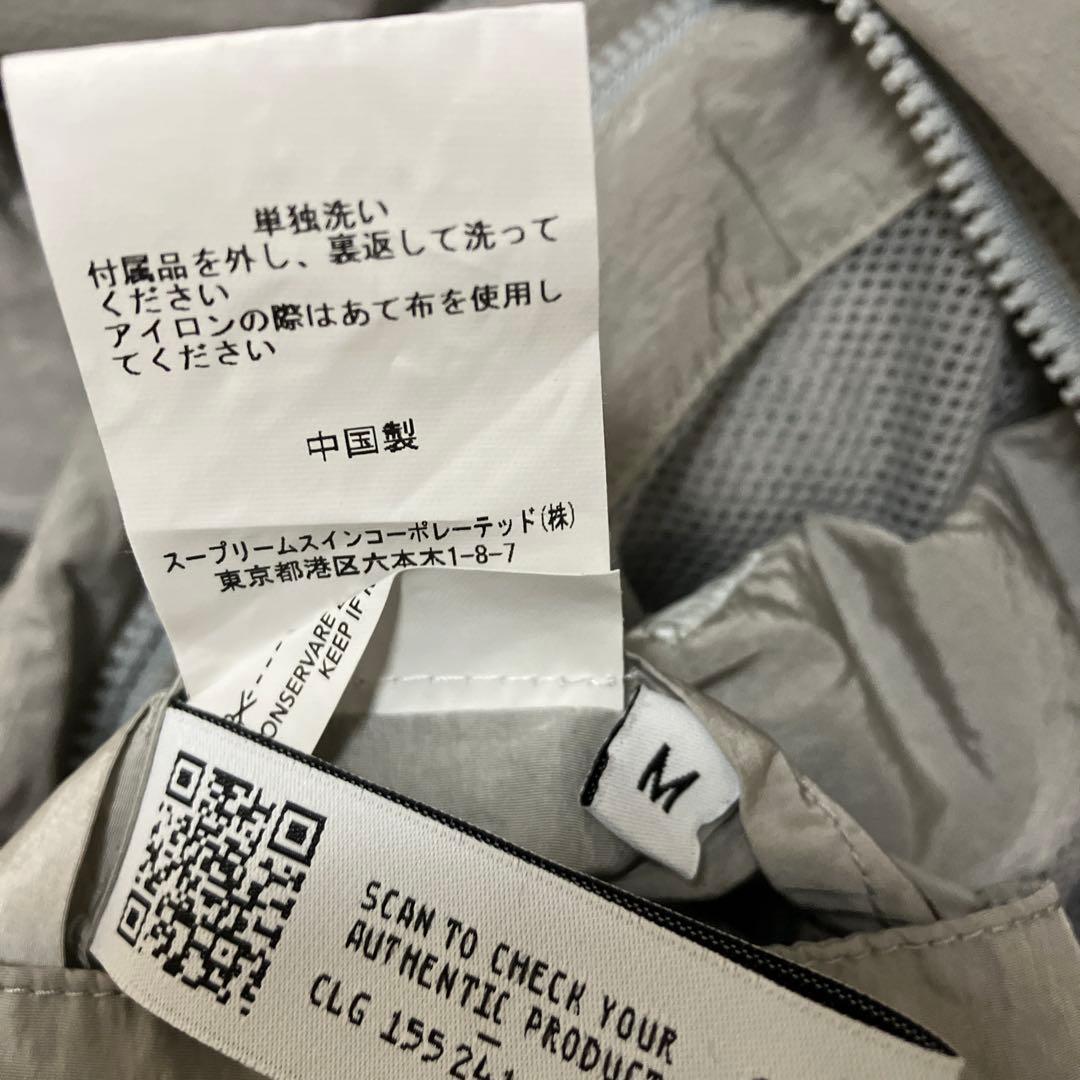 単独洗い
付属品を外し、裏返して洗って
ください
アイロンの際はあて布を使用し
てください
中国製
スープリームスインコーポレーテッド(株)
東京都港区六本木1-8-7
KEEP IF
M
SCAN TO CHECK YOUR
AUTHENTIC PRODUCT
CLG 155241